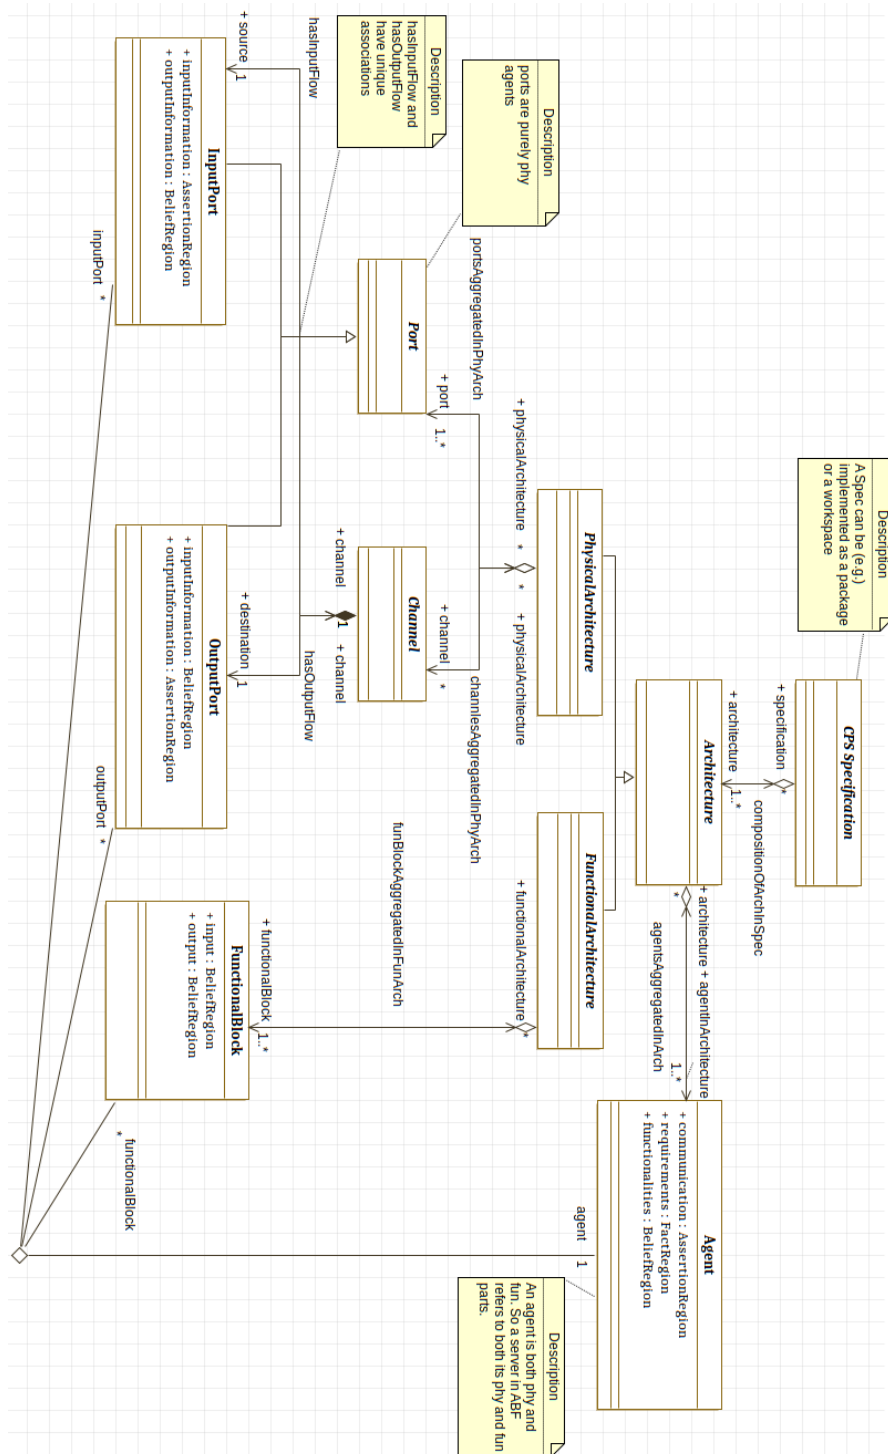 Description
A Spec can be (e.g.)
implemented as a package
or a workspace
CPS Specification
+ specification
*
compositionOfArchInSpec
+ architecture
1..*
Architecture
+ architecture
+ agentInArchitecture
*
1..*
agentsAggregatedInArch
Agent
+ communication : AssertionRegion
+ requirements : FactRegion
+ functionalities : BeliefRegion
agent
1
Description
An agent is both phy and
fun. So a server in ABF
refers to both its phy and fun
parts.
PhysicalArchitecture
FunctionalArchitecture
+ physicalArchitecture
*
*
+ physicalArchitecture
+ functionalArchitecture
*
Description
ports are purely phy
agents
portsAggregatedInPhyArch
channlesAggregatedInPhyArch
funBlockAggregatedInFunArch
+ port
1..*
+ channel
*
Port
Channel
Description
hasInputFlow and
hasOutputFlow
have unique
associations
hasInputFlow
+ channel
1
+ channel
hasOutputFlow
+ source
1
+ destination
1
+ functionalBlock
1..*
InputPort
+ inputInformation : AssertionRegion
+ outputInformation : BeliefRegion
OutputPort
+ inputInformation : BeliefRegion
+ outputInformation : AssertionRegion
FunctionalBlock
+ input : BeliefRegion
+ output : BeliefRegion
inputPort
*
outputPort
*
functionalBlock
*